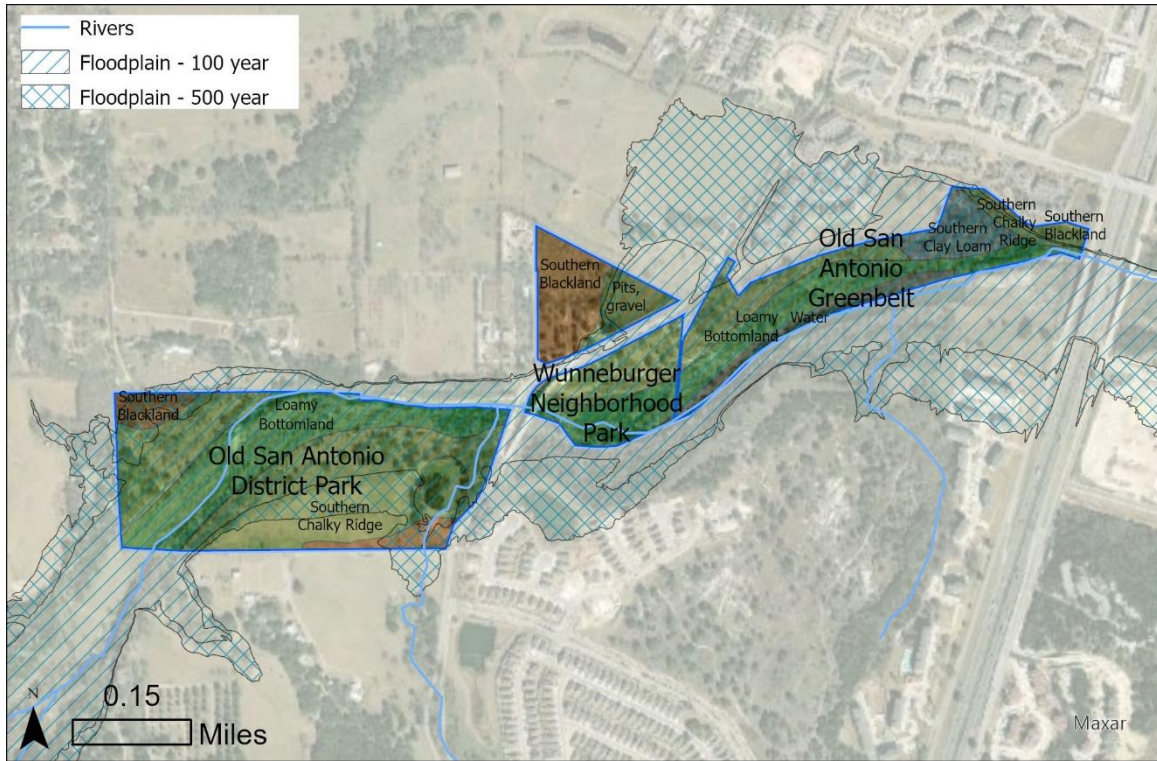 Rivers
Floodplain - 100 year
Floodplain - 500 year
Southern
Chalky
Ridge
Southern
Blackland
Southern
Clay Loam
Old San
Antonio
Greenbelt
Southern
Blackland
Pits,
gravel
Loamy
Bottomland
Water
Wunneburger
Neighborhood
Park
Southern
Blackland
Loamy
Bottomland
Old San Antonio
District Park
Southern
Chalky Ridge
N
0.15
Miles
Maxar